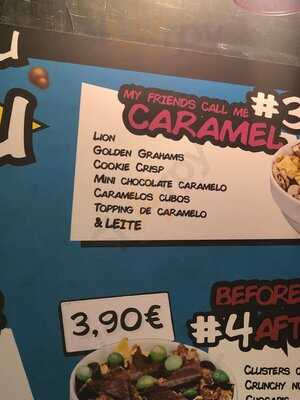 MY FRIENDS CALL ME #3
CARAMEL
LION
GOLDEN GRAHAMS
COOKIE CRISP
MINI CHOCOLATE CARAMELO
CARAMELOS CUBOS
TOPPING DE CARAMELO
& LEITE
3,90€
BEFORE
#4 AFT
CLUSTERS
CRUNCHY NU